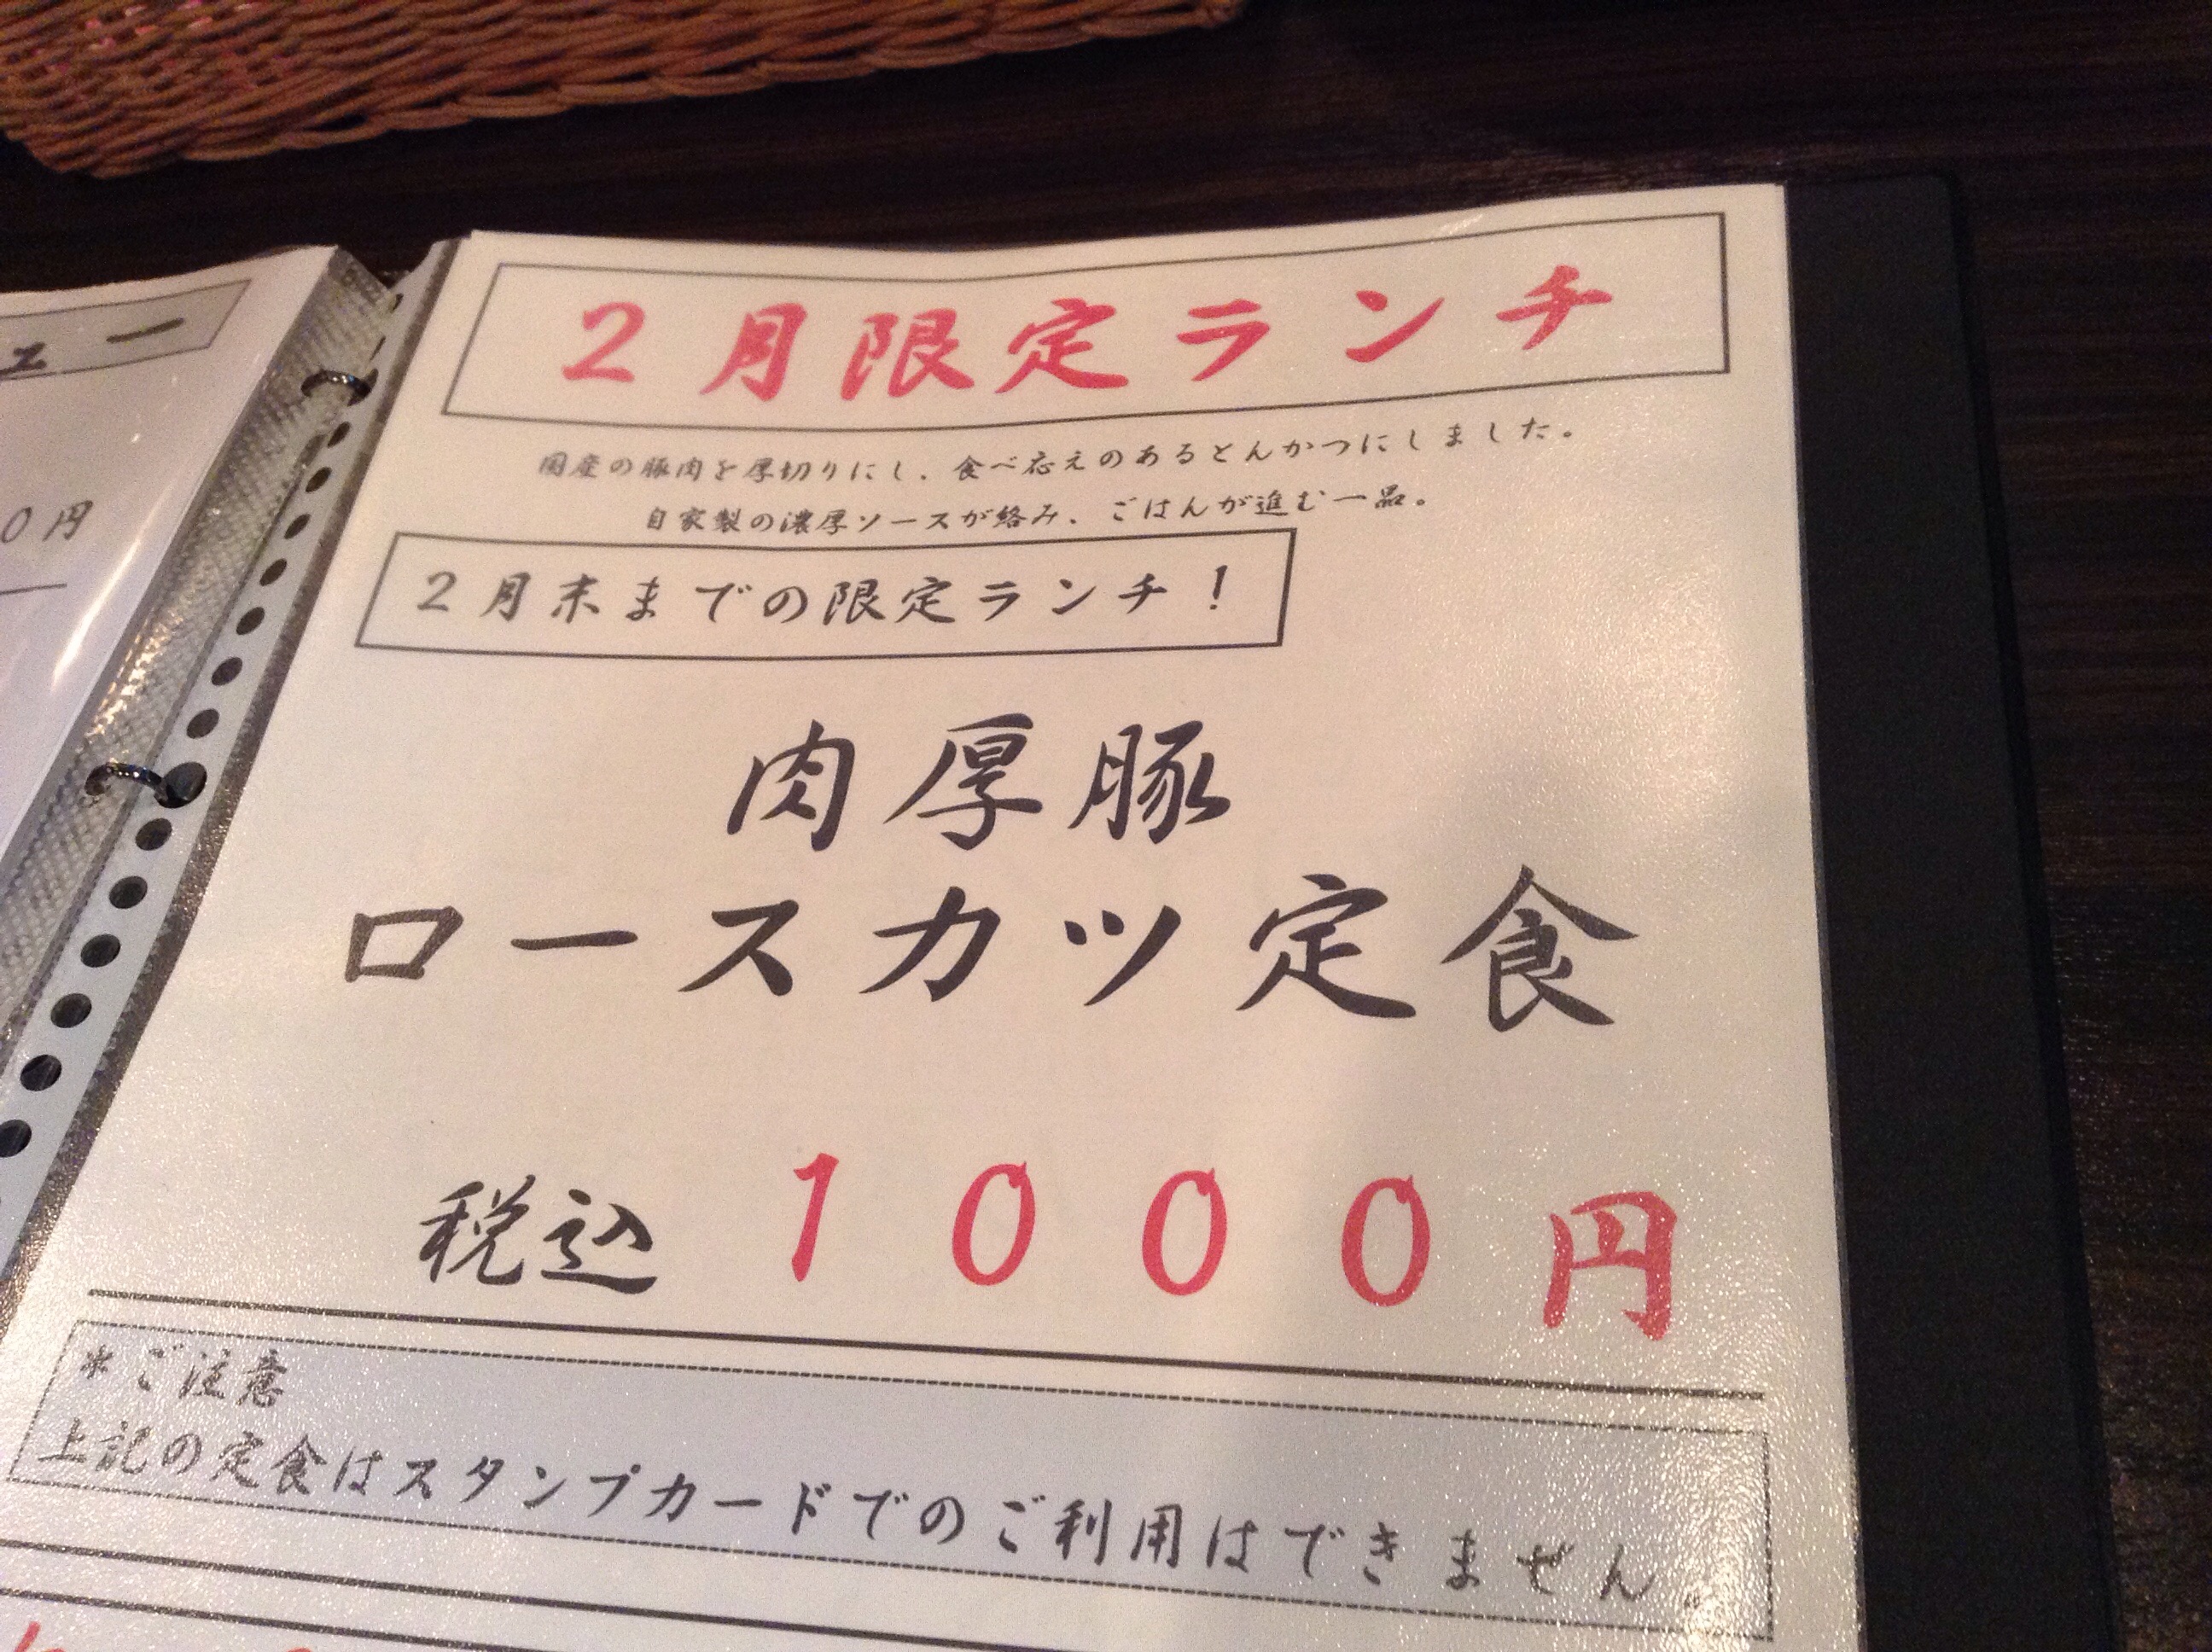 ュー
0円
2月限定ランチ
国産の豚肉を厚切りにし、食べ応えのあるとんかつにしました。
自家製の濃厚ソースが絡み、ごはんが進む一品。
2月末までの限定ランチ！
肉厚豚
ロースカツ定食
税込 1000円
*ご注意
上記の定食はスタンプカードでのご利用はできません。